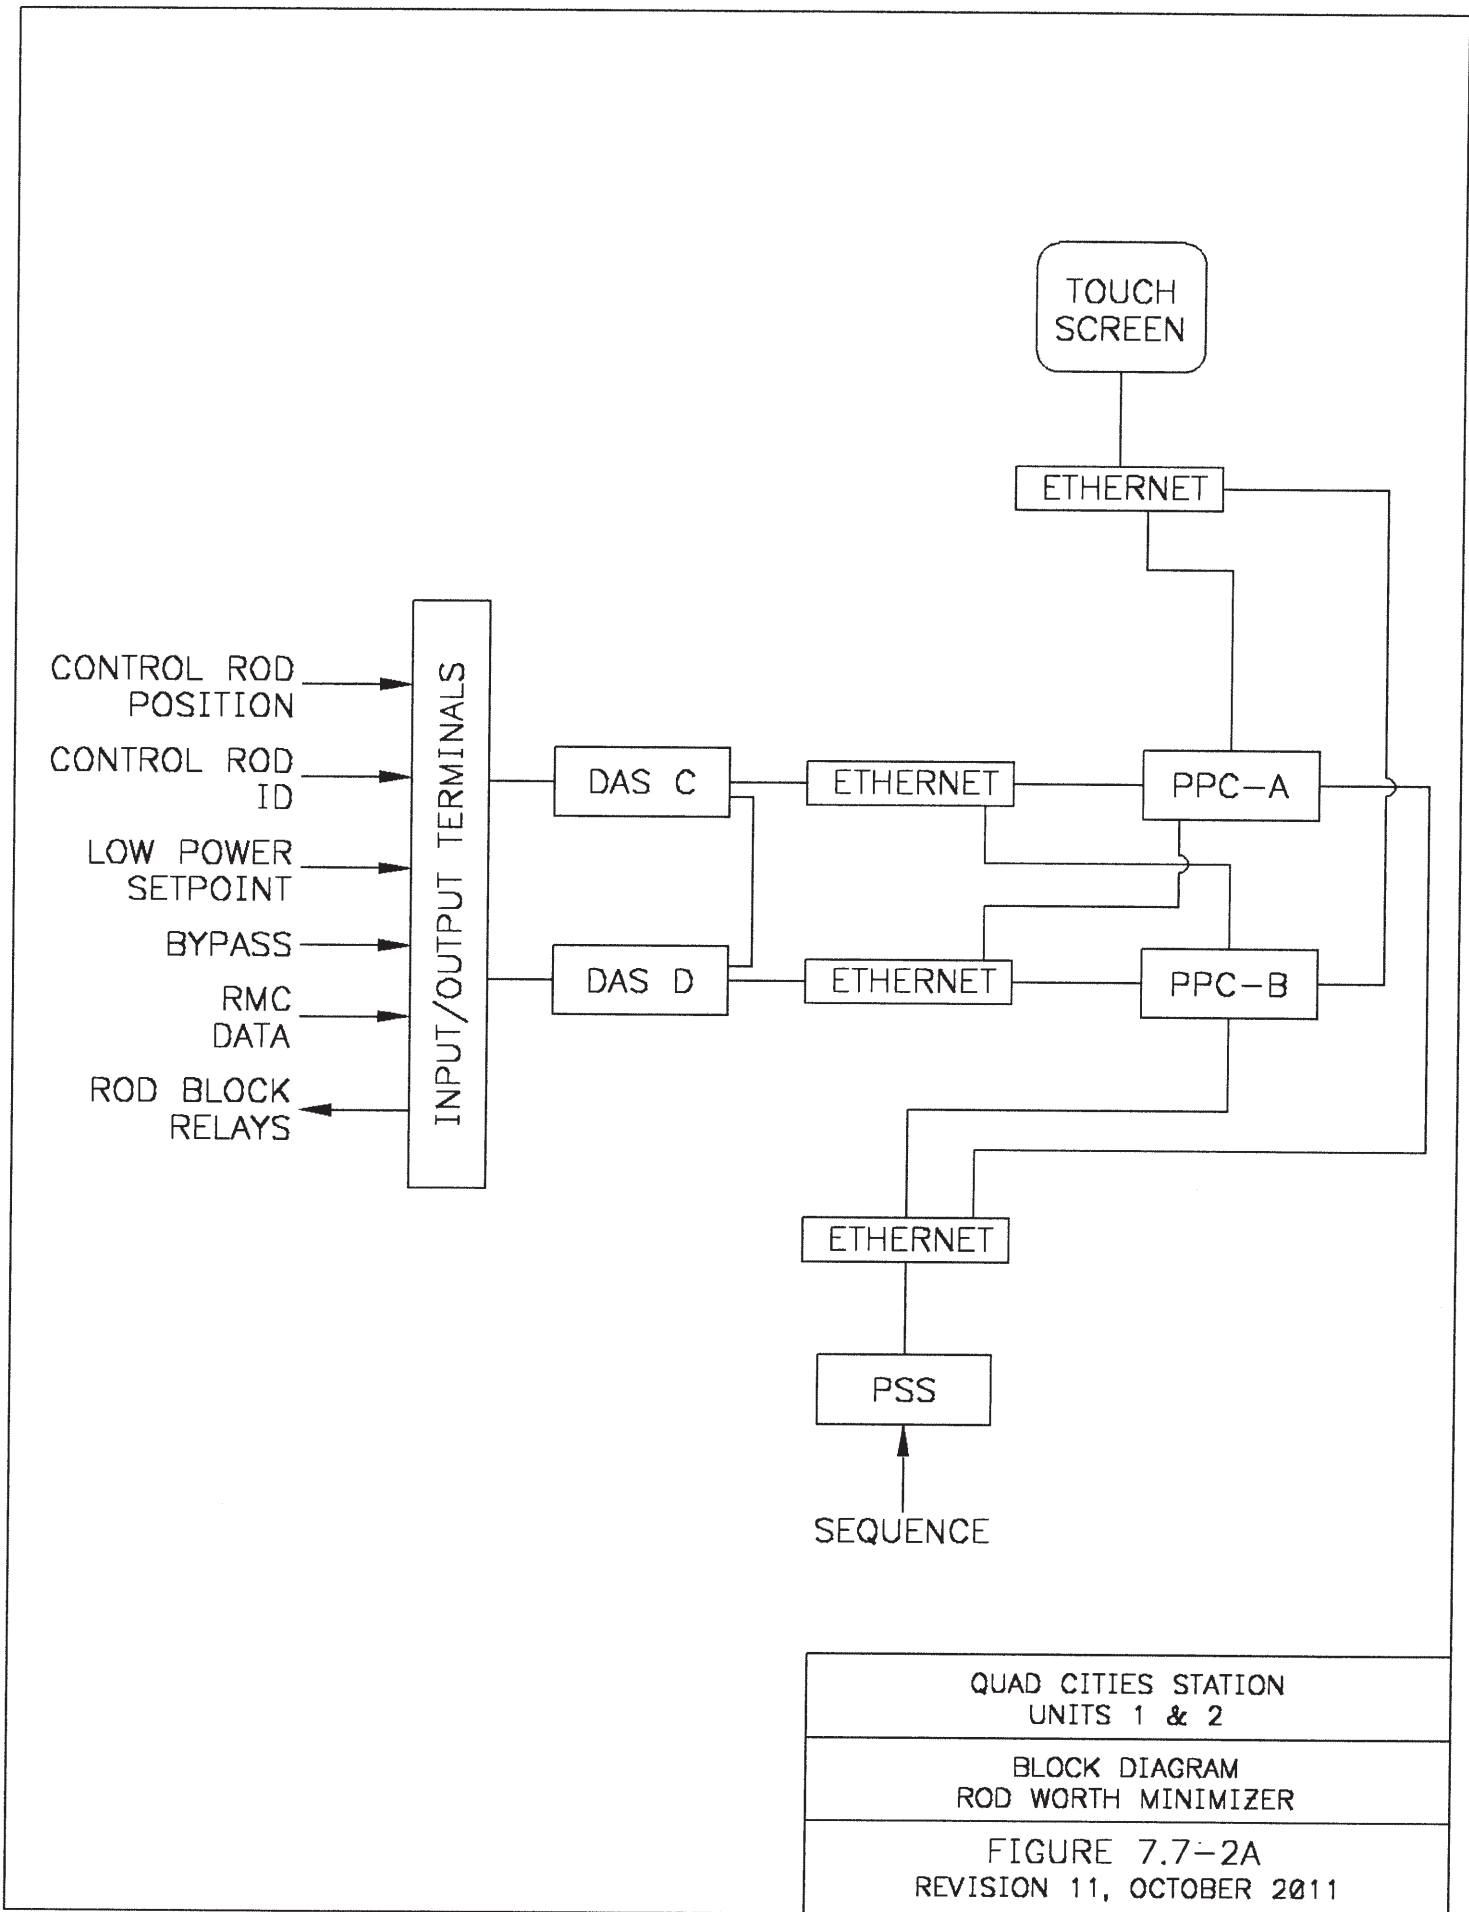 TOUCH
SCREEN
ETHERNET
CONTROL ROD
POSITION
CONTROL ROD
ID
LOW POWER
SETPOINT
BYPASS
RMC
DATA
ROD BLOCK
RELAYS
INPUT/OUTPUT TERMINALS
DAS C
ETHERNET
PPC-A
DAS D
ETHERNET
PPC-B
ETHERNET
PSS
SEQUENCE
QUAD CITIES STATION
UNITS 1 & 2
BLOCK DIAGRAM
ROD WORTH MINIMIZER
FIGURE 7.7-2A
REVISION 11, OCTOBER 2011